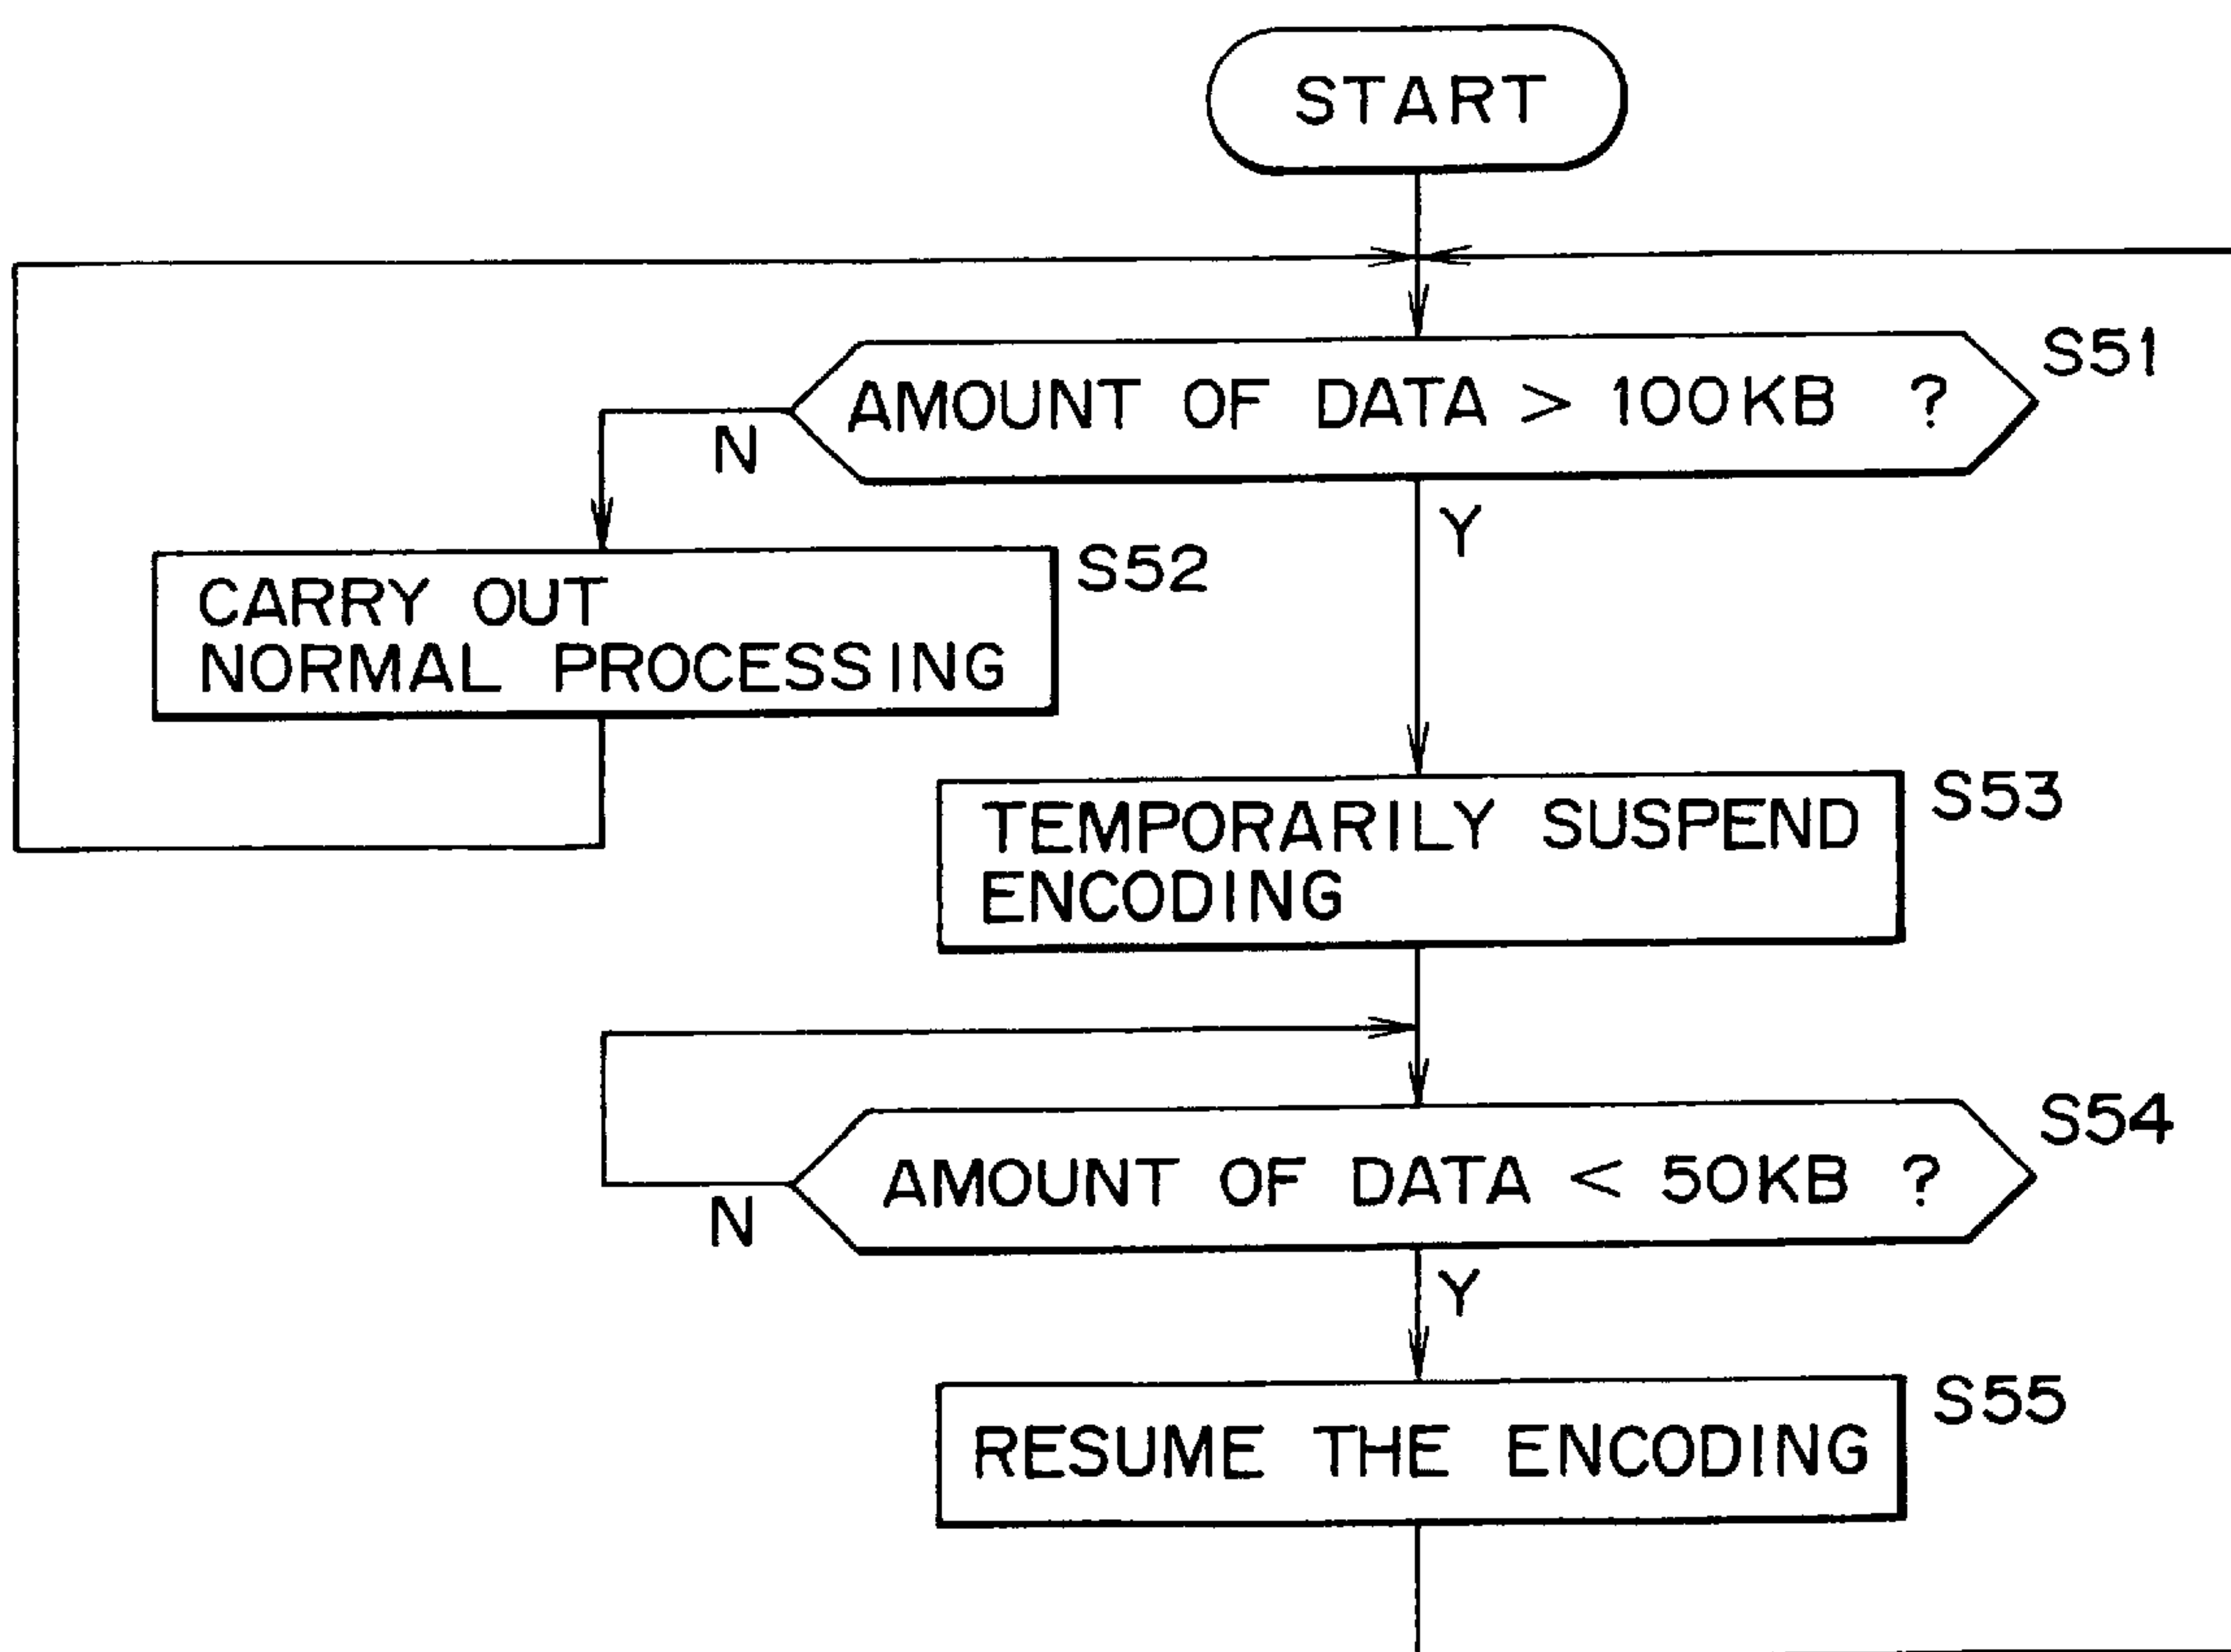 START
AMOUNT OF DATA > 100KB ?
S51
N
Y
CARRY OUT
NORMAL PROCESSING
S52
TEMPORARILY SUSPEND
ENCODING
S53
AMOUNT OF DATA < 50KB ?
S54
N
Y
RESUME THE ENCODING
S55